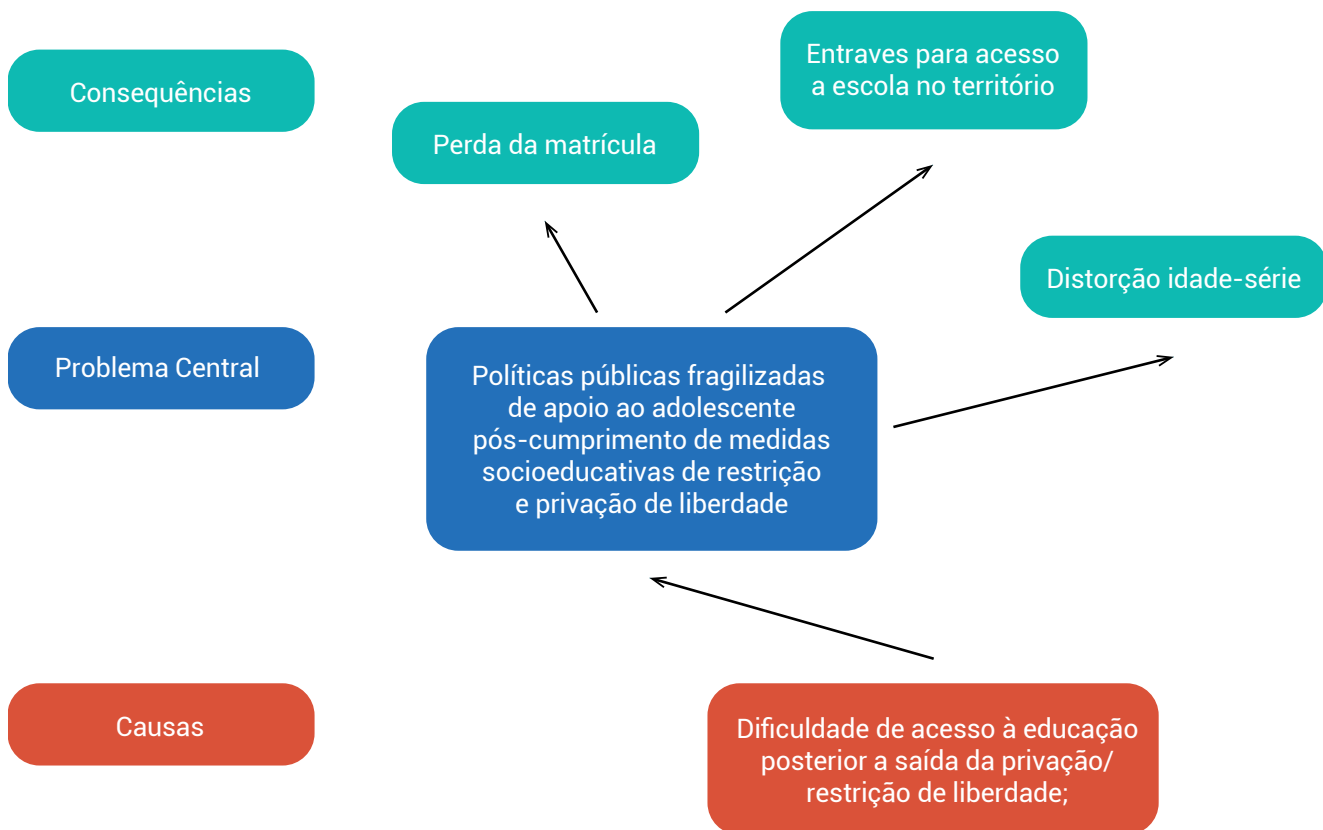 Consequências
Entraves para acesso
a escola no território
Perda da matrícula
Distorção idade-série
Problema Central
Políticas públicas fragilizadas
de apoio ao adolescente
pós-cumprimento de medidas
socioeducativas de restrição
e privação de liberdade
Causas
Dificuldade de acesso à educação
posterior a saída da privação/
restrição de liberdade;